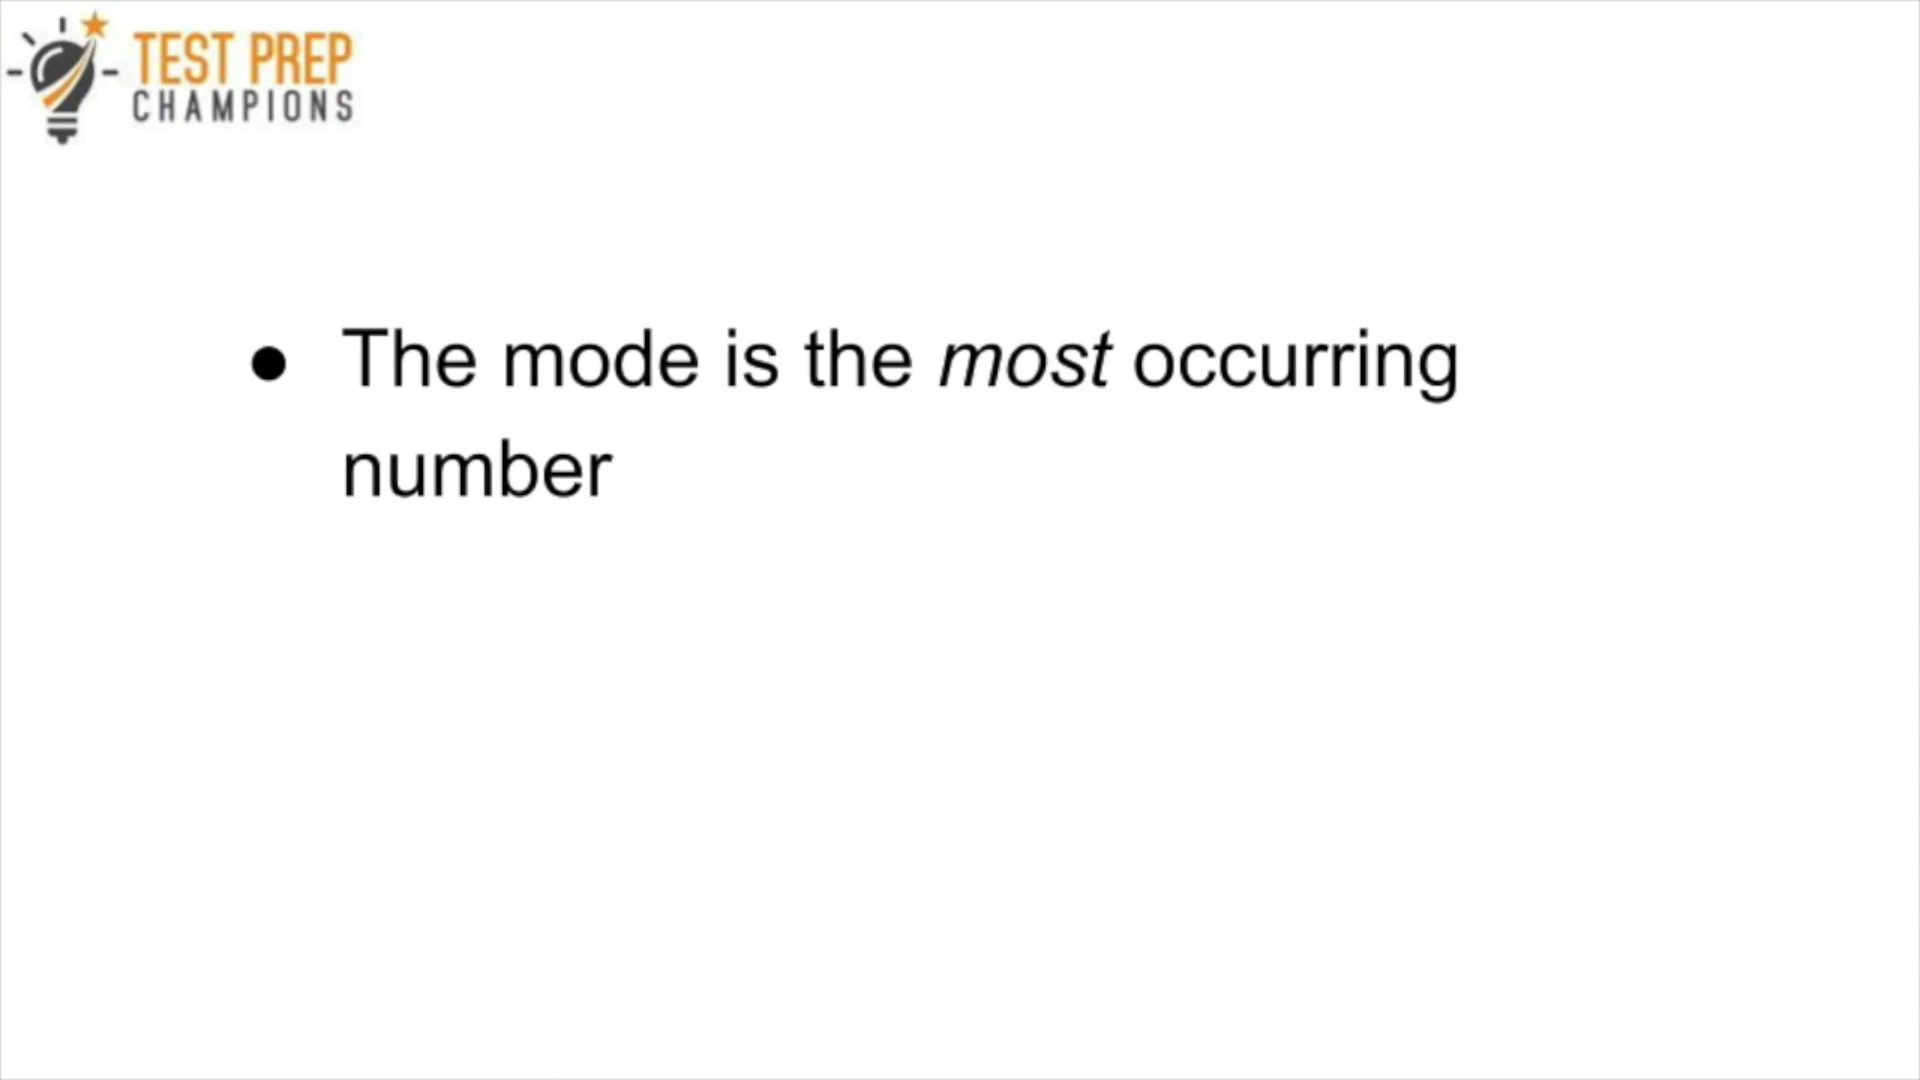 TEST PREP
CHAMPIONS
● The mode is the most occurring
number